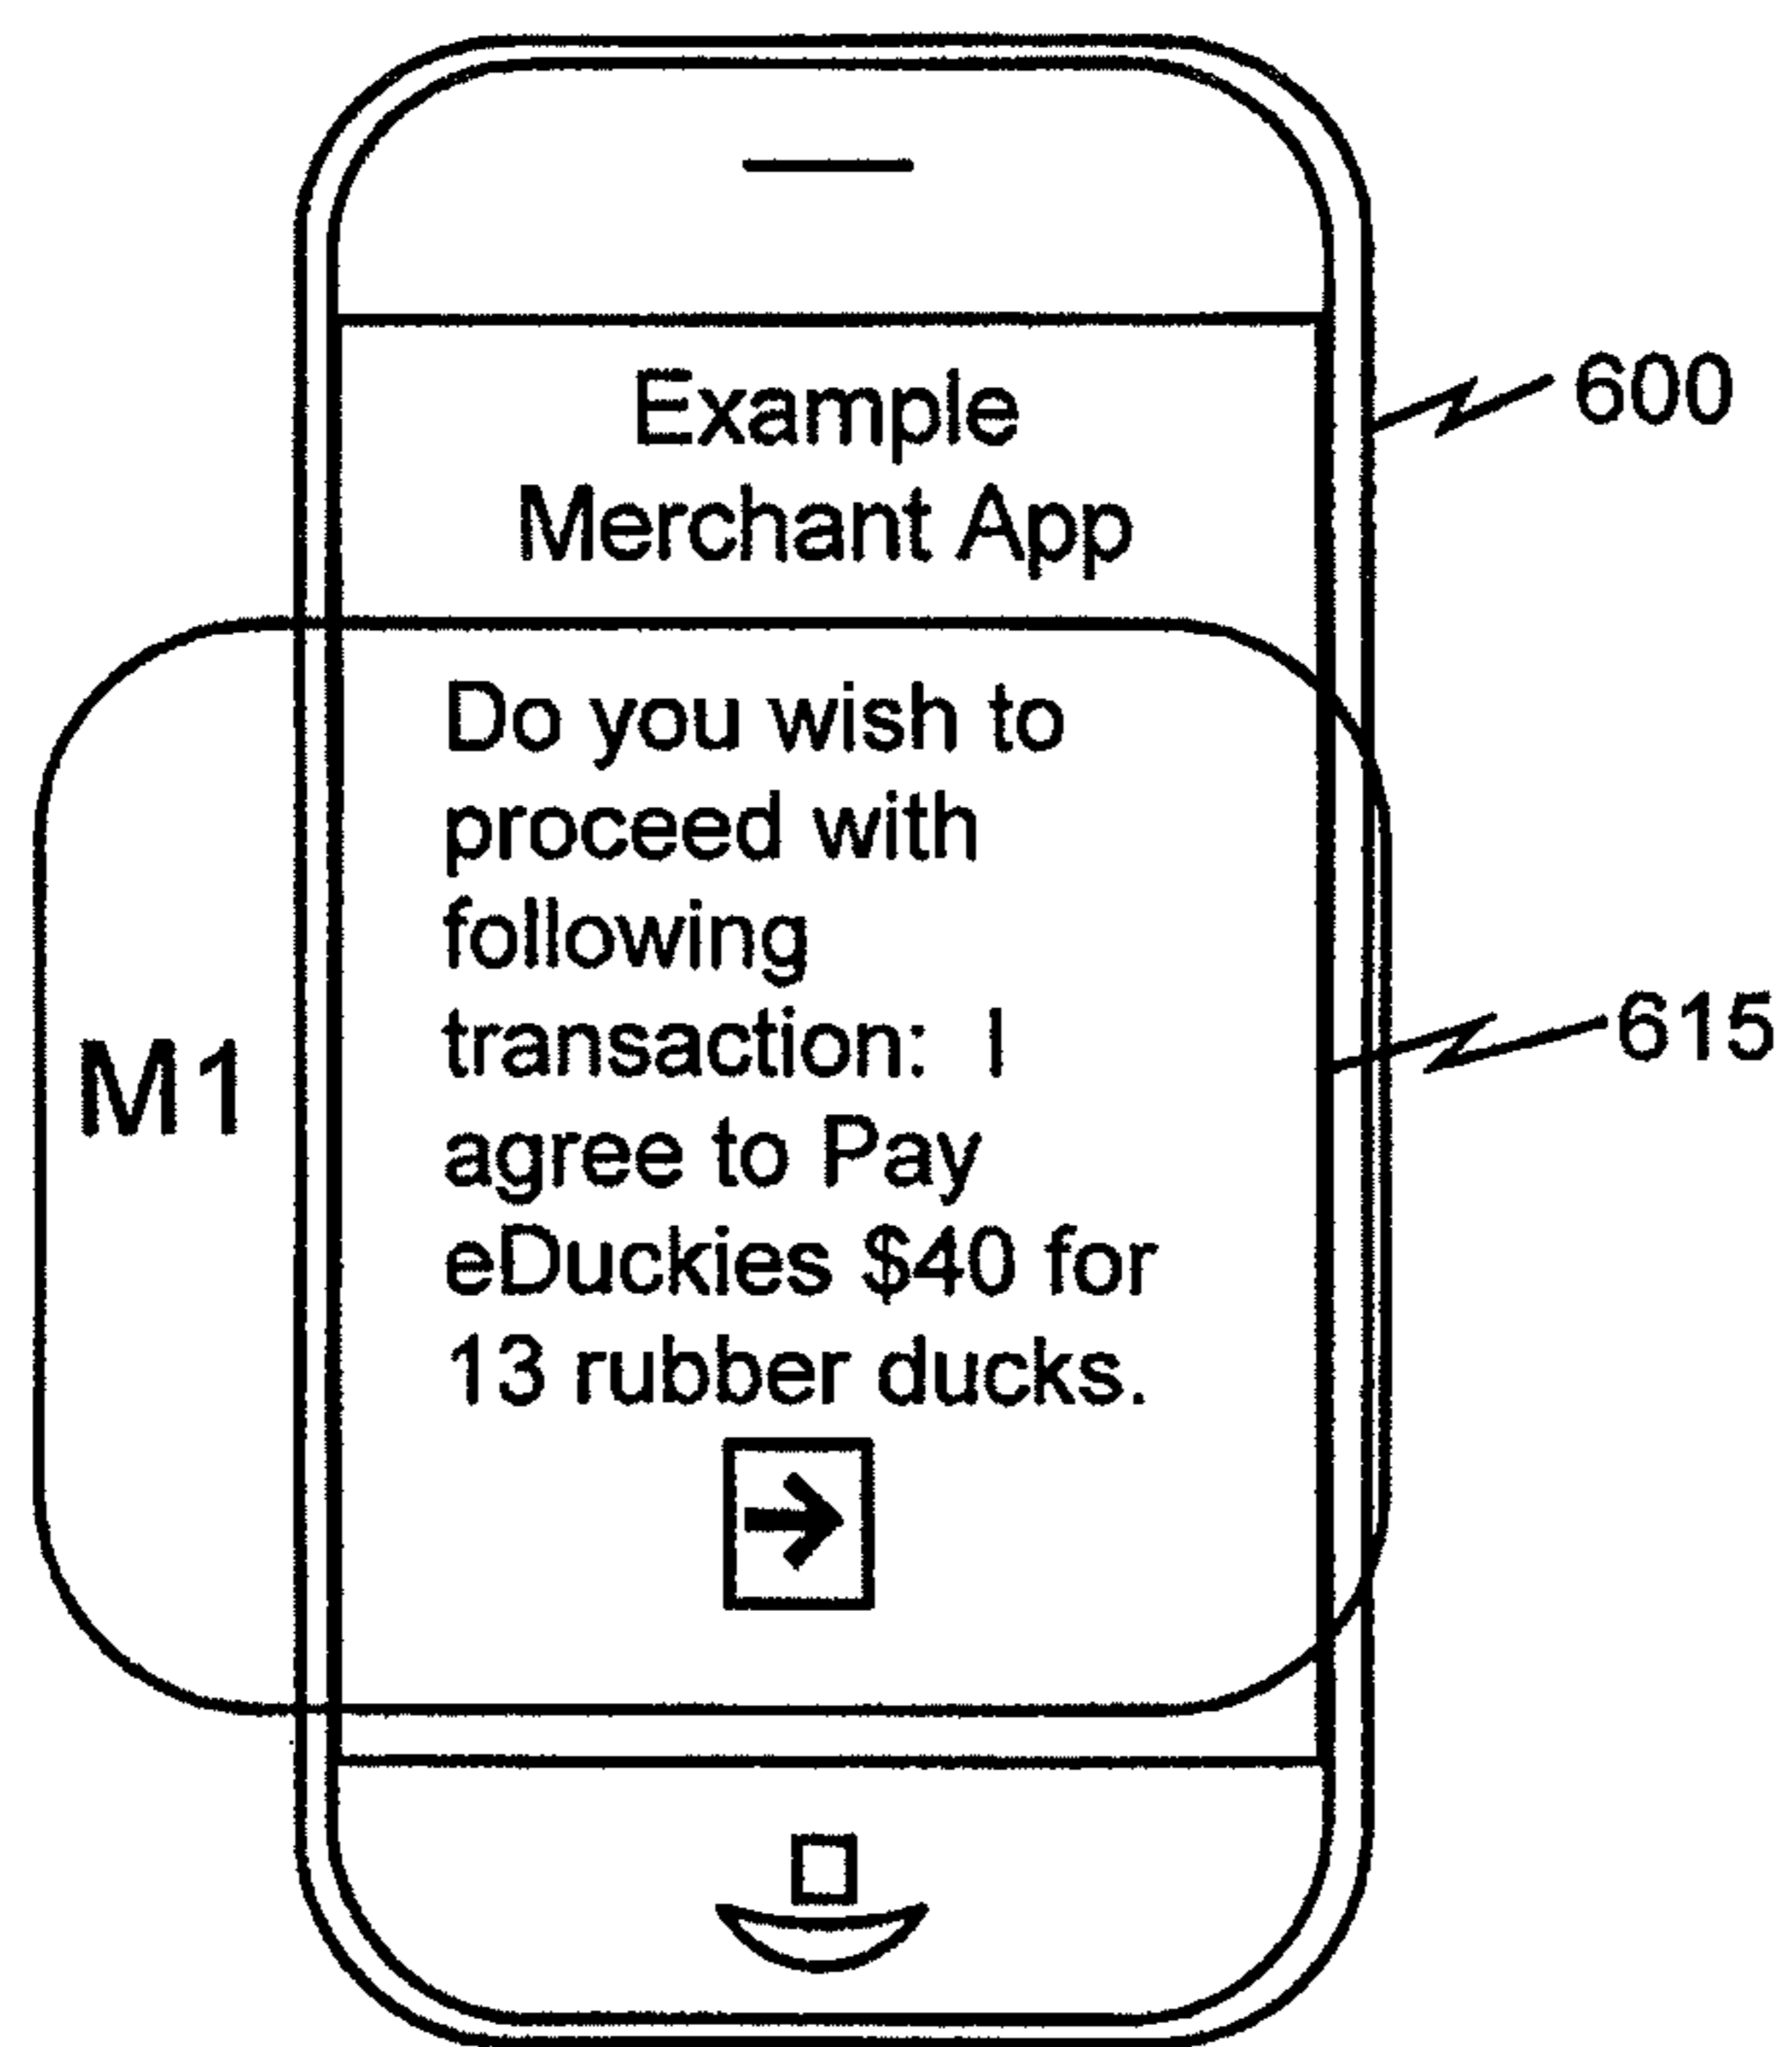 Example
Merchant App
600
Do you wish to
proceed with
following
transaction: I
agree to Pay
eDuckies $40 for
13 rubber ducks.
M1
615